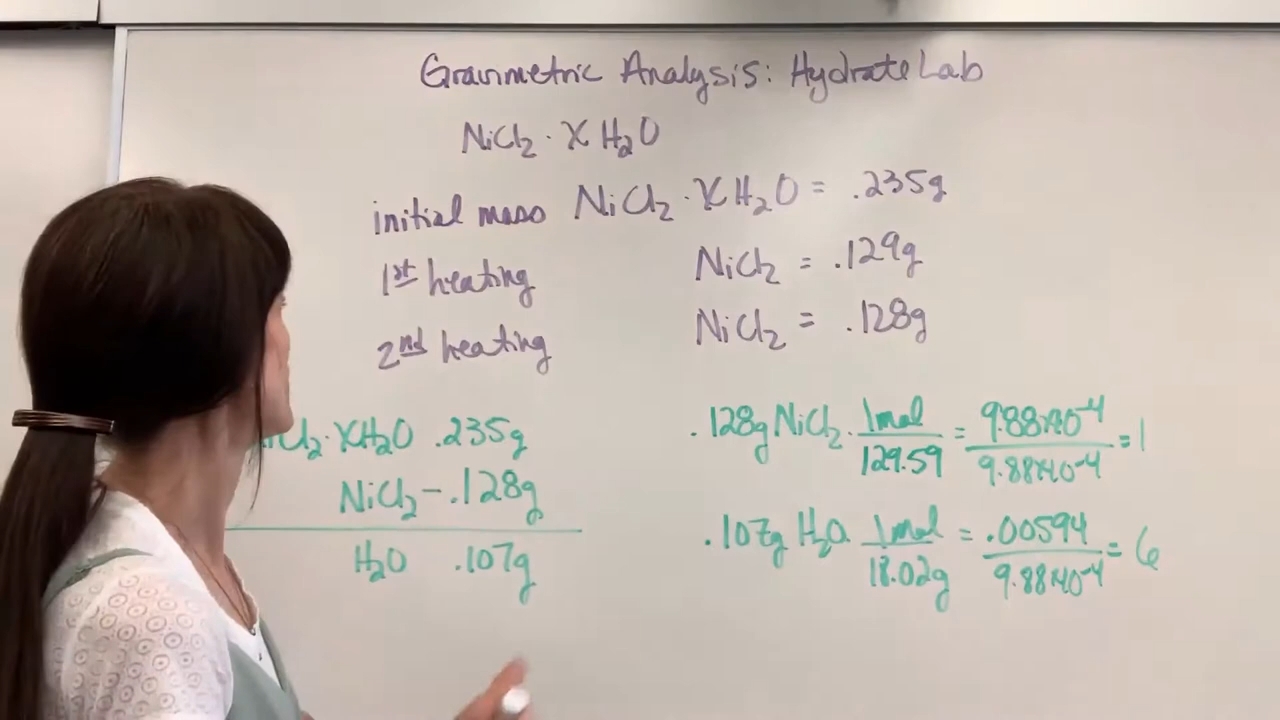 Gravimetric Analysis: Hydrate Lab
NiCl₂ · X H₂O
initial mass NiCl₂ · X H₂O = .235g
1st heating NiCl₂ = .129g
2nd heating NiCl₂ = .128g
iCl₂ · XH₂O .235g
NiCl₂ – .128g
H₂O .107g
.128g NiCl₂ · 1mol / 129.59 = 9.88x10⁻⁴ / 9.88x10⁻⁴ = 1
.107g H₂O. 1mol / 18.02g = .00594 / 9.88x10⁻⁴ = 6